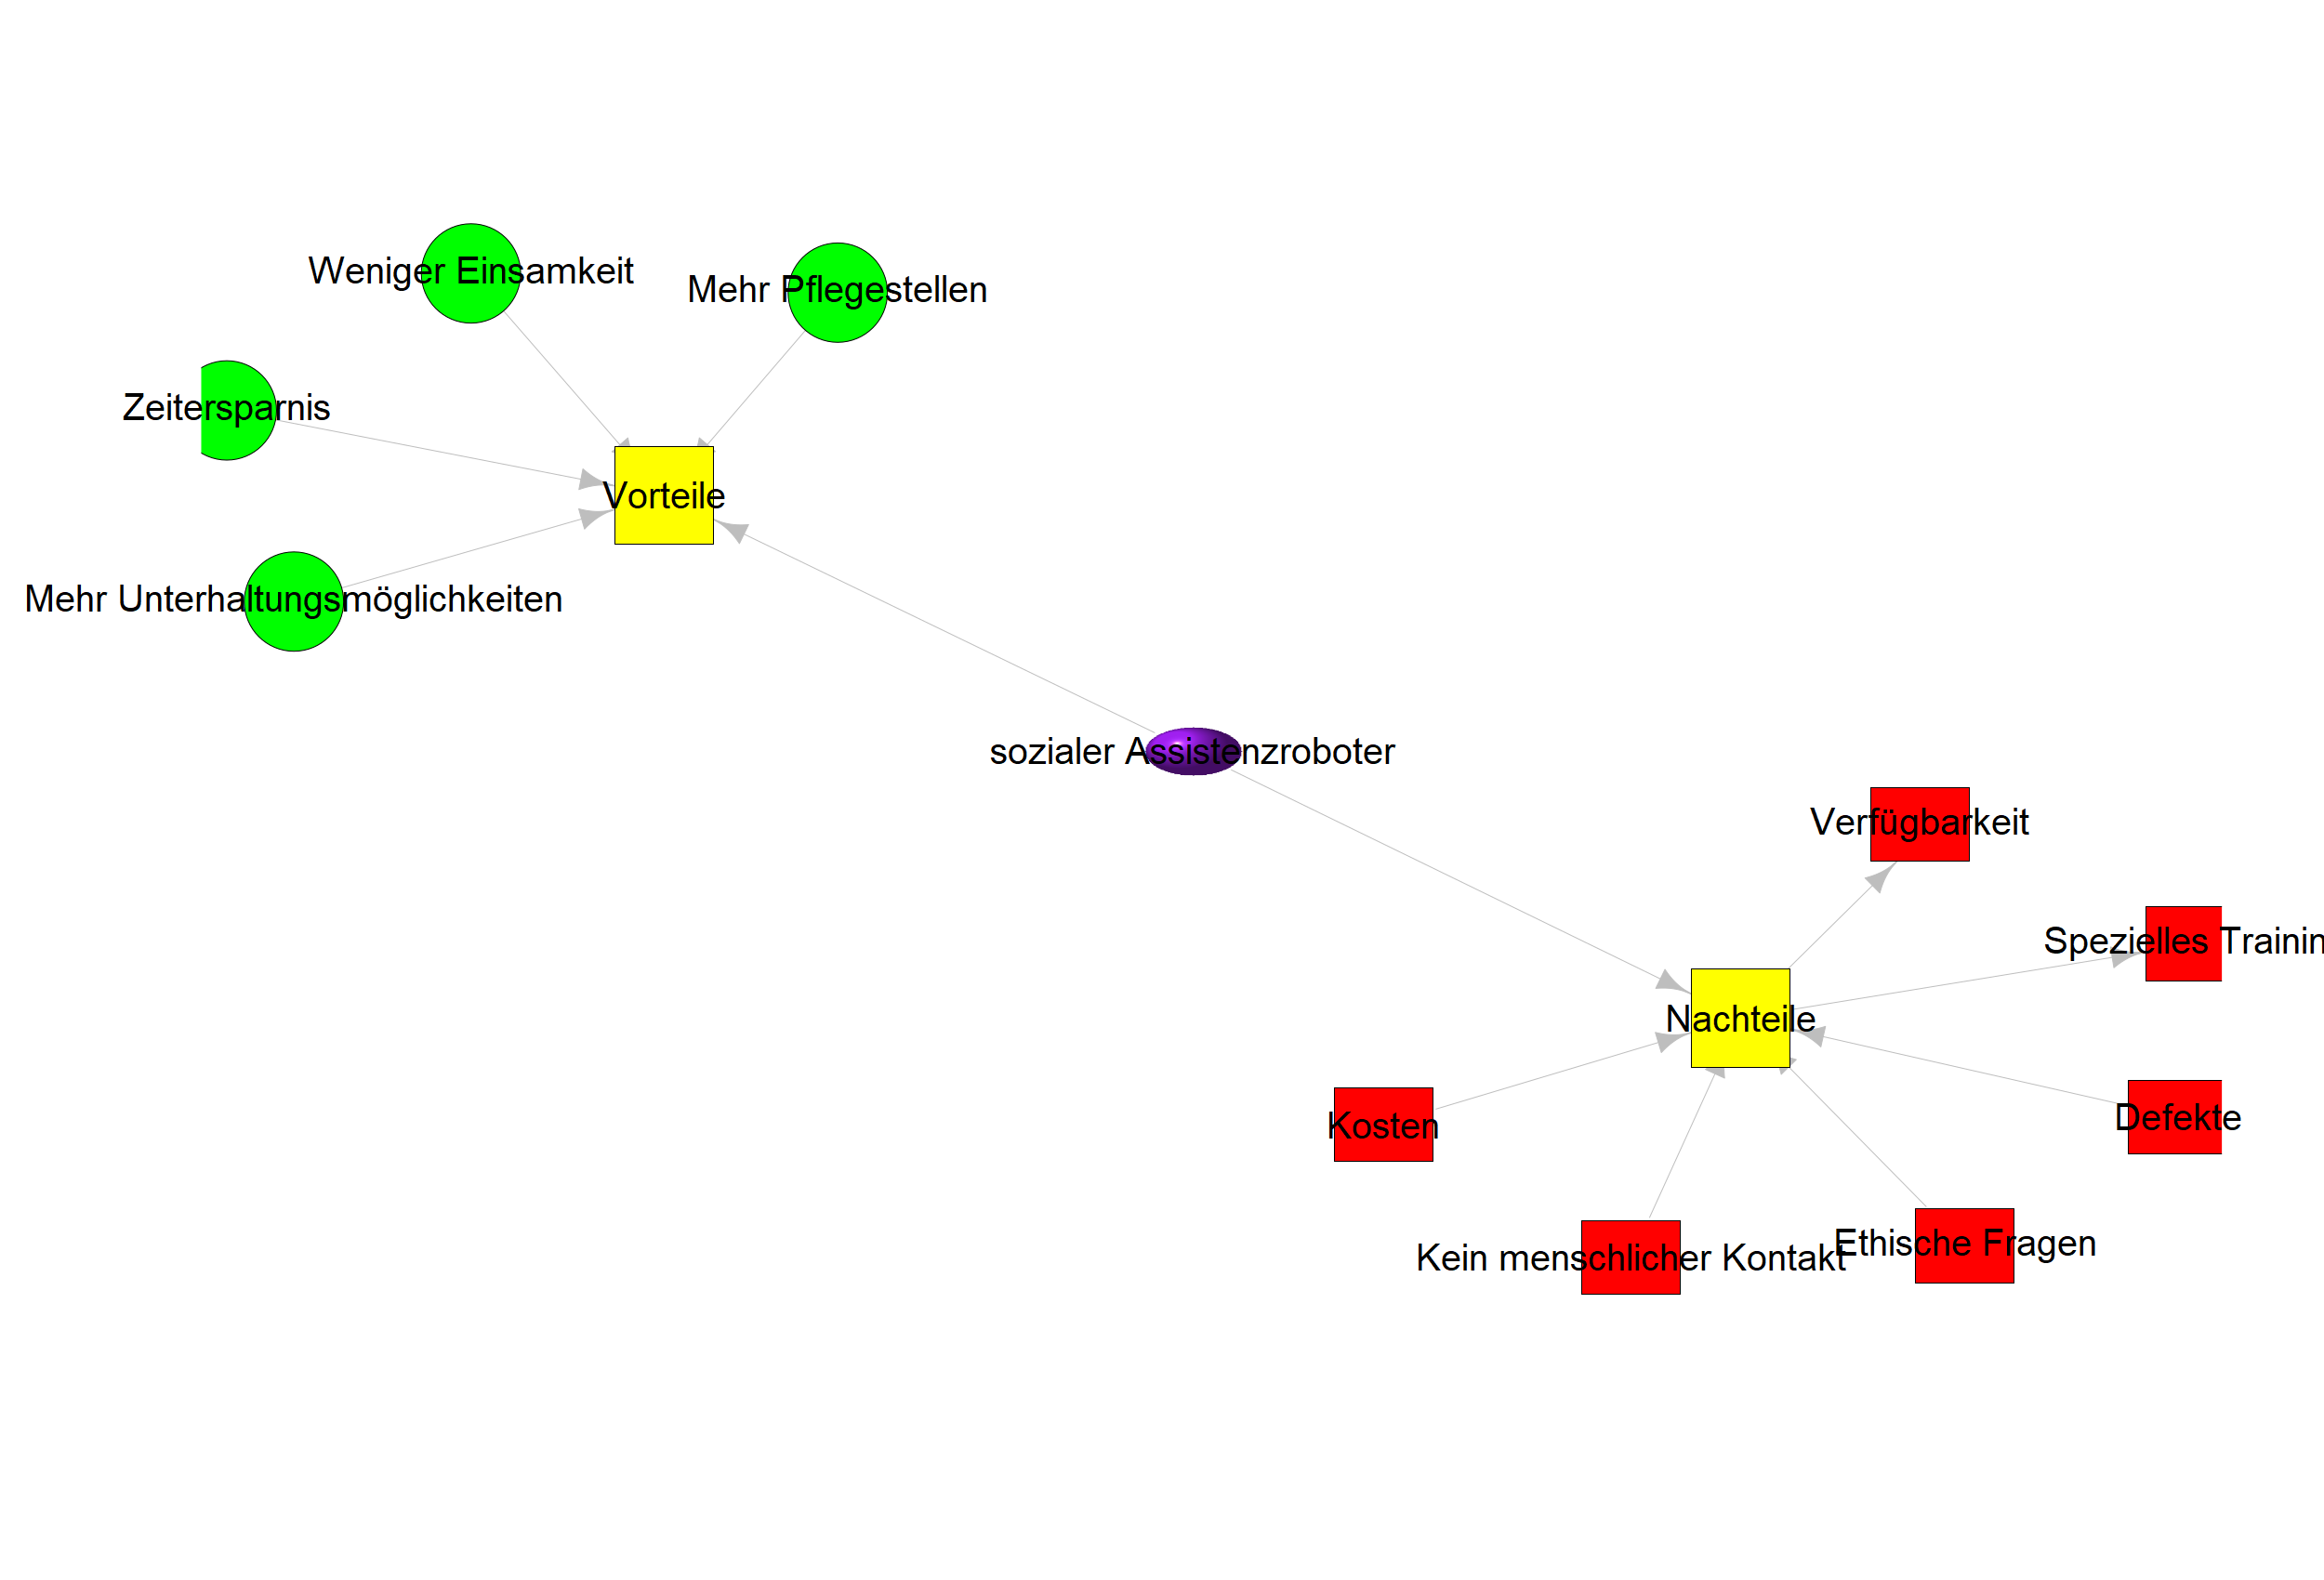 Weniger Einsamkeit
Mehr Pflegestellen
Zeitersparnis
Vorteile
Mehr Unterhaltungsmöglichkeiten
sozialer Assistenzroboter
Verfügbarkeit
Spezielles Trainin
Nachteile
Kosten
Defekte
Kein menschlicher Kontakt
Ethische Fragen